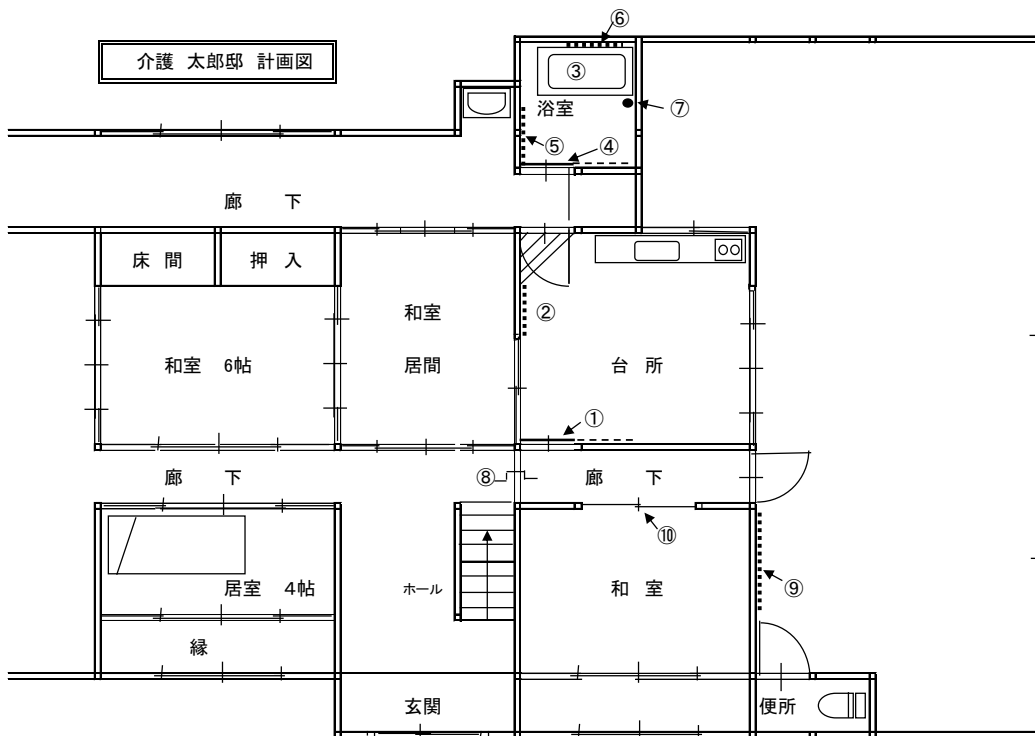 介護 太郎邸 計画図
⑥
③
浴室
⑦
⑤
④
廊 下
床 間
押 入
和室
②
和室 6帖
居間
台 所
①
廊 下
⑧
廊 下
⑩
居室 4帖
ホール
和 室
⑨
縁
玄関
便所